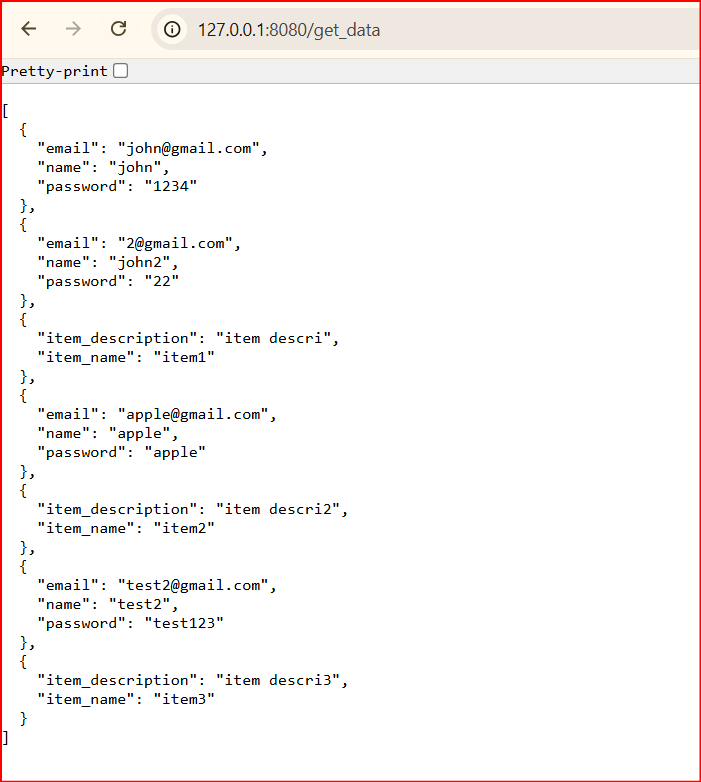 127.0.0.1:8080/get_data
Pretty-print
[
  {
    "email": "john@gmail.com",
    "name": "john",
    "password": "1234"
  },
  {
    "email": "2@gmail.com",
    "name": "john2",
    "password": "22"
  },
  {
    "item_description": "item descri",
    "item_name": "item1"
  },
  {
    "email": "apple@gmail.com",
    "name": "apple",
    "password": "apple"
  },
  {
    "item_description": "item descri2",
    "item_name": "item2"
  },
  {
    "email": "test2@gmail.com",
    "name": "test2",
    "password": "test123"
  },
  {
    "item_description": "item descri3",
    "item_name": "item3"
  }
]